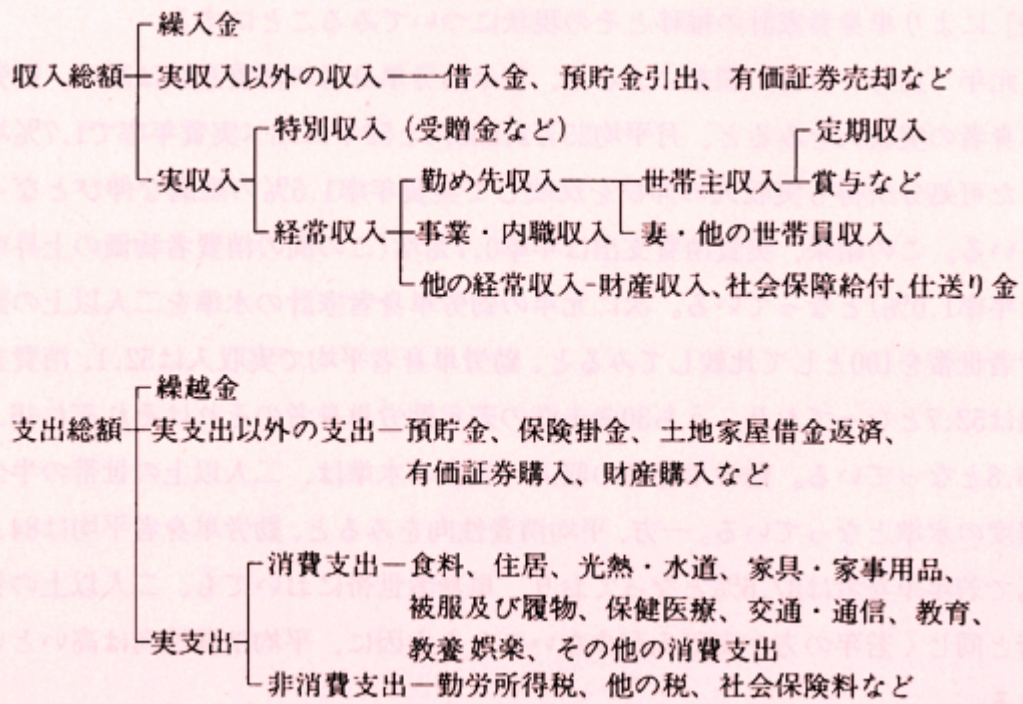 繰入金
収入総額 実収入以外の収入 借入金、預貯金引出、有価証券売却など
特別収入（受贈金など） 定期収入
実収入 勤め先収入 世帯主収入 賞与など
経常収入 事業・内職収入 妻・他の世帯員収入
他の経常収入 財産収入、社会保障給付、仕送り金
繰越金
支出総額 実支出以外の支出 預貯金、保険掛金、土地家屋借金返済、
有価証券購入、財産購入など
消費支出 食料、住居、光熱・水道、家具・家事用品、
被服及び履物、保健医療、交通・通信、教育、
実支出 教養娯楽、その他の消費支出
非消費支出 勤労所得税、他の税、社会保険料など